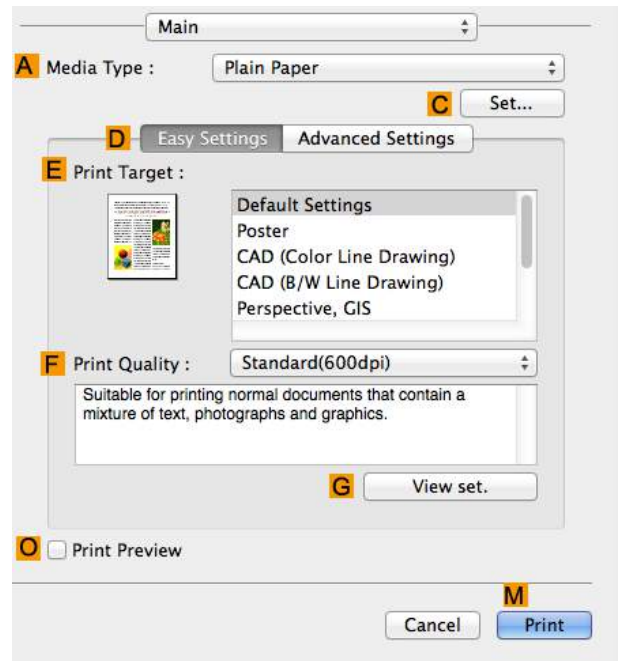 Main
A Media Type : Plain Paper
C Set...
D Easy Settings Advanced Settings
E Print Target :
Default Settings
Poster
CAD (Color Line Drawing)
CAD (B/W Line Drawing)
Perspective, GIS
F Print Quality : Standard(600dpi)
Suitable for printing normal documents that contain a
mixture of text, photographs and graphics.
G View set.
O Print Preview
M
Cancel Print